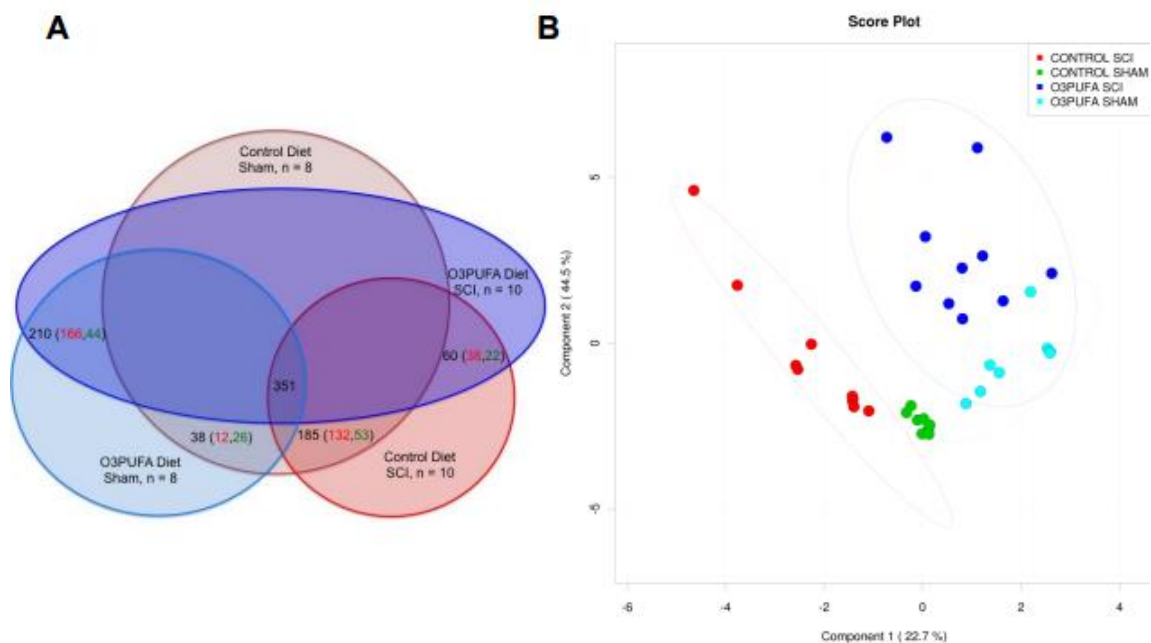 A
Control Diet
Sham, n = 8
O3PUFA Diet
SCI, n = 10
210 (166,44)
60 (38,22)
351
38 (12,26)
185 (132,53)
O3PUFA Diet
Sham, n = 8
Control Diet
SCI, n = 10
B
Score Plot
CONTROL SCI
CONTROL SHAM
O3PUFA SCI
O3PUFA SHAM
Component 2 ( 44.5 %)
5
0
-5
-6
-4
-2
0
2
4
Component 1 ( 22.7 %)